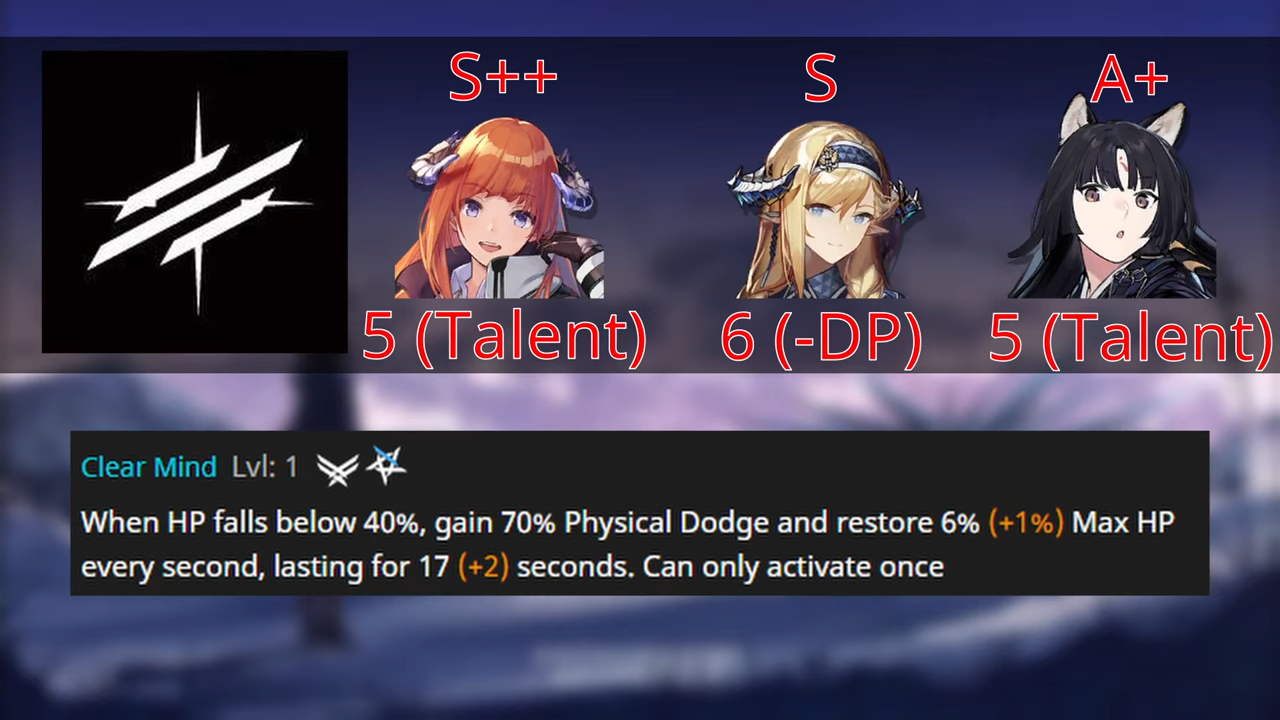 S++
S
A+
5 (Talent)
6 (-DP)
5 (Talent)
Clear Mind Lvl: 1
When HP falls below 40%, gain 70% Physical Dodge and restore 6% (+1%) Max HP
every second, lasting for 17 (+2) seconds. Can only activate once